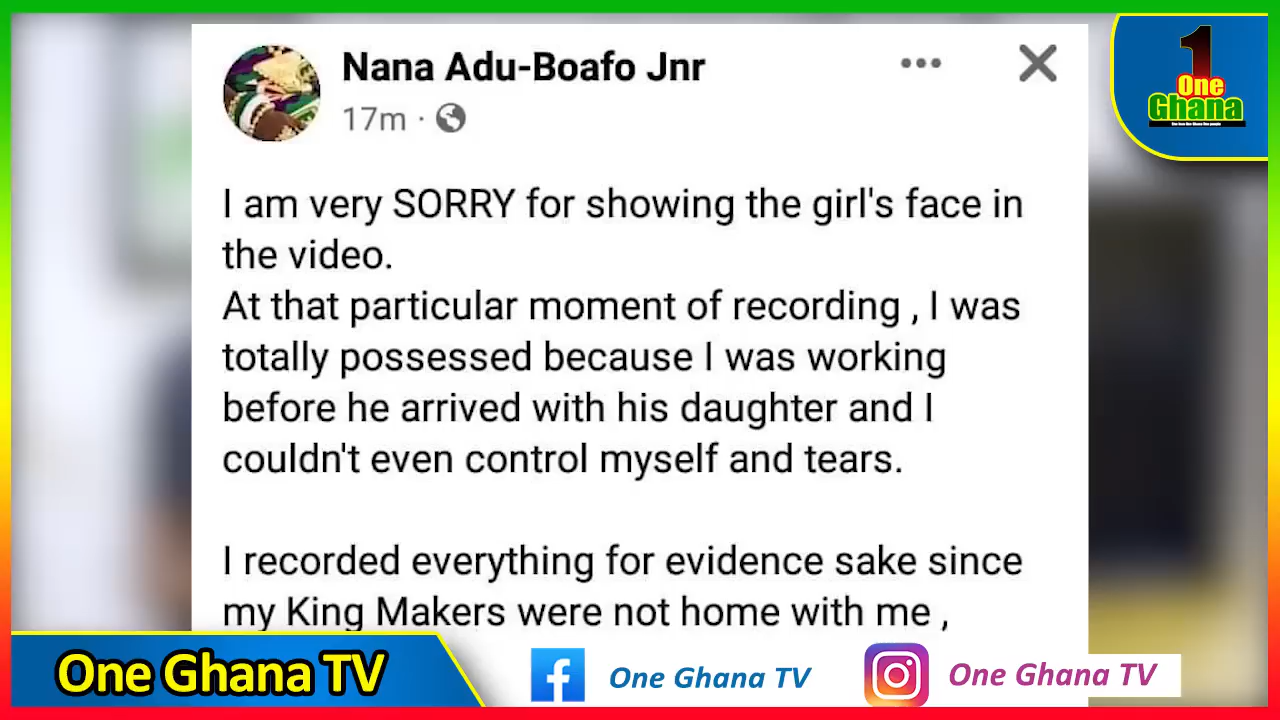 Nana Adu-Boafo Jnr
17m ·
I am very SORRY for showing the girl's face in
the video.
At that particular moment of recording , I was
totally possessed because I was working
before he arrived with his daughter and I
couldn't even control myself and tears.
I recorded everything for evidence sake since
my King Makers were not home with me ,
1
One
Ghana
One Ghana TV
One Ghana TV
One Ghana TV